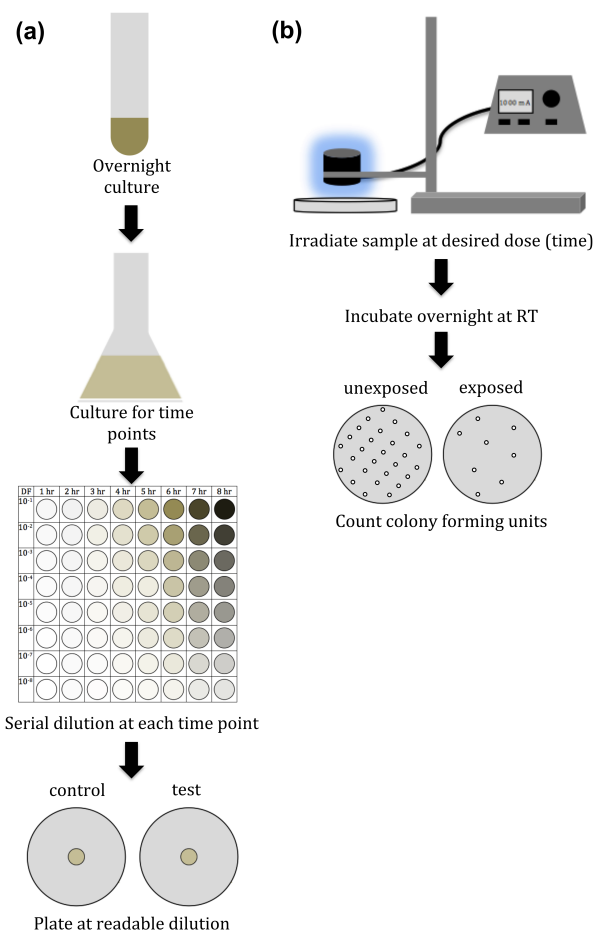 (a)
Overnight
culture
Culture for time
points
DF 1 hr 2 hr 3 hr 4 hr 5 hr 6 hr 7 hr 8 hr
10-1
10-2
10-3
10-4
10-5
10-6
10-7
10-8
Serial dilution at each time point
control test
Plate at readable dilution
(b)
1000 mA
Irradiate sample at desired dose (time)
Incubate overnight at RT
unexposed exposed
Count colony forming units